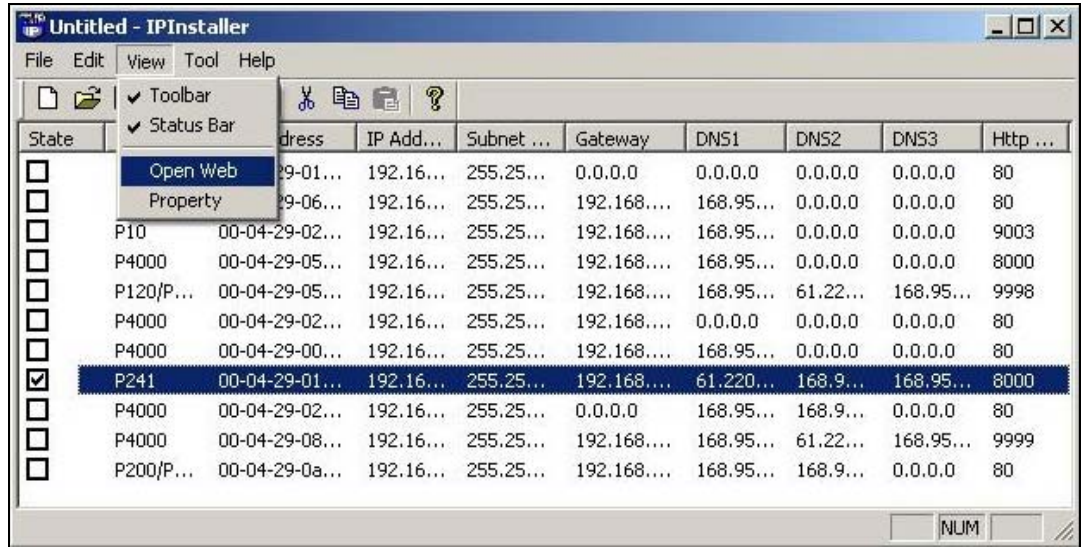 Untitled - IPInstaller
File Edit View Tool Help
Toolbar
Status Bar
Open Web
Property
State dress IP Add... Subnet ... Gateway DNS1 DNS2 DNS3 Http ...
29-01... 192.16... 255.25... 0.0.0.0 0.0.0.0 0.0.0.0 0.0.0.0 80
29-06... 192.16... 255.25... 192.168.... 168.95... 0.0.0.0 0.0.0.0 80
P10 00-04-29-02... 192.16... 255.25... 192.168.... 168.95... 0.0.0.0 0.0.0.0 9003
P4000 00-04-29-05... 192.16... 255.25... 192.168.... 168.95... 0.0.0.0 0.0.0.0 8000
P120/P... 00-04-29-05... 192.16... 255.25... 192.168.... 168.95... 61.22... 168.95... 9998
P4000 00-04-29-02... 192.16... 255.25... 192.168.... 0.0.0.0 0.0.0.0 0.0.0.0 80
P4000 00-04-29-00... 192.16... 255.25... 192.168.... 168.95... 0.0.0.0 0.0.0.0 80
P241 00-04-29-01... 192.16... 255.25... 192.168.... 61.220... 168.9... 168.95... 8000
P4000 00-04-29-02... 192.16... 255.25... 0.0.0.0 168.95... 168.9... 0.0.0.0 80
P4000 00-04-29-08... 192.16... 255.25... 192.168.... 168.95... 61.22... 168.95... 9999
P200/P... 00-04-29-0a... 192.16... 255.25... 192.168.... 168.95... 168.9... 0.0.0.0 80
NUM